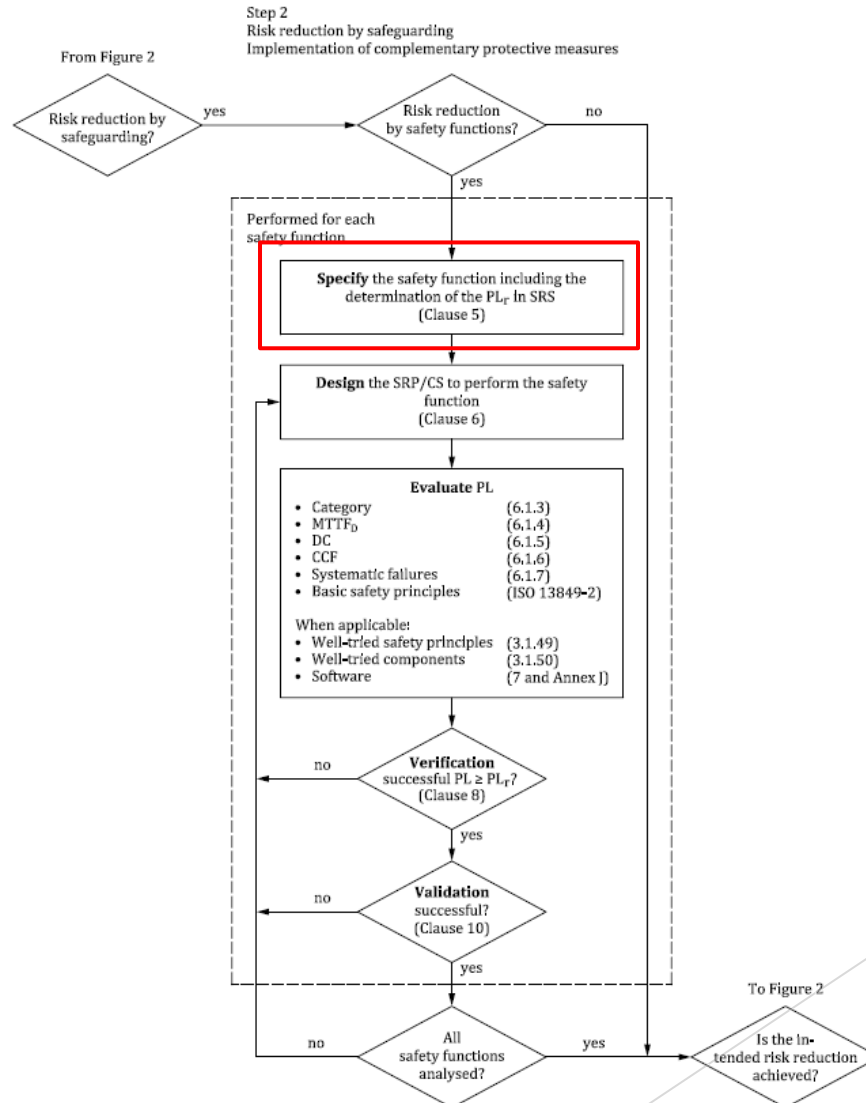 Step 2
Risk reduction by safeguarding
Implementation of complementary protective measures
From Figure 2
Risk reduction by
safeguarding?
yes
Risk reduction
by safety functions?
no
yes
Performed for each
safety function
Specify the safety function including the
determination of the PLr in SRS
(Clause 5)
Design the SRP/CS to perform the safety
function
(Clause 6)
Evaluate PL
• Category (6.1.3)
• MTTFD (6.1.4)
• DC (6.1.5)
• CCF (6.1.6)
• Systematic failures (6.1.7)
• Basic safety principles (ISO 13849-2)
When applicable:
• Well-tried safety principles (3.1.49)
• Well-tried components (3.1.50)
• Software (7 and Annex J)
no
Verification
successful PL ≥ PLr?
(Clause 8)
yes
no
Validation
successful?
(Clause 10)
yes
To Figure 2
no
All
safety functions
analysed?
yes
Is the in-
tended risk reduction
achieved?